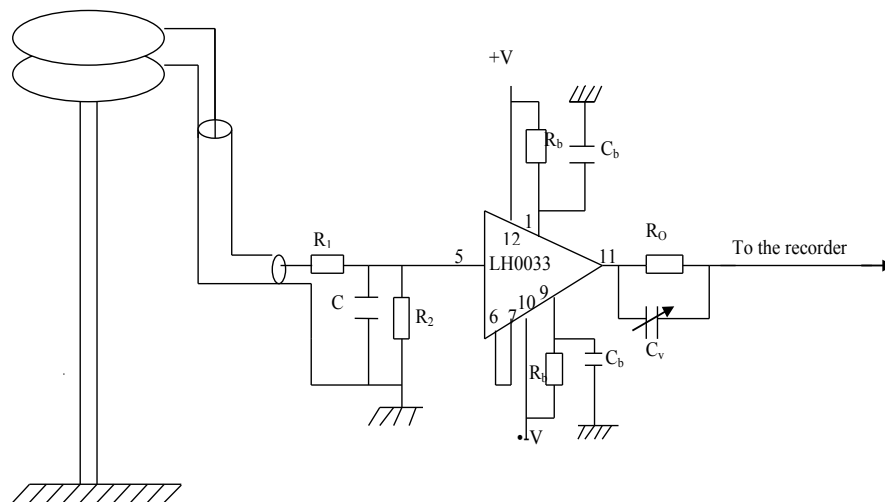 +V
R_b
C_b
R_1
1
R_O
To the recorder
12
5
LH0033
11
C
R_2
6
7
10
9
R_b
C_b
C_v
-V